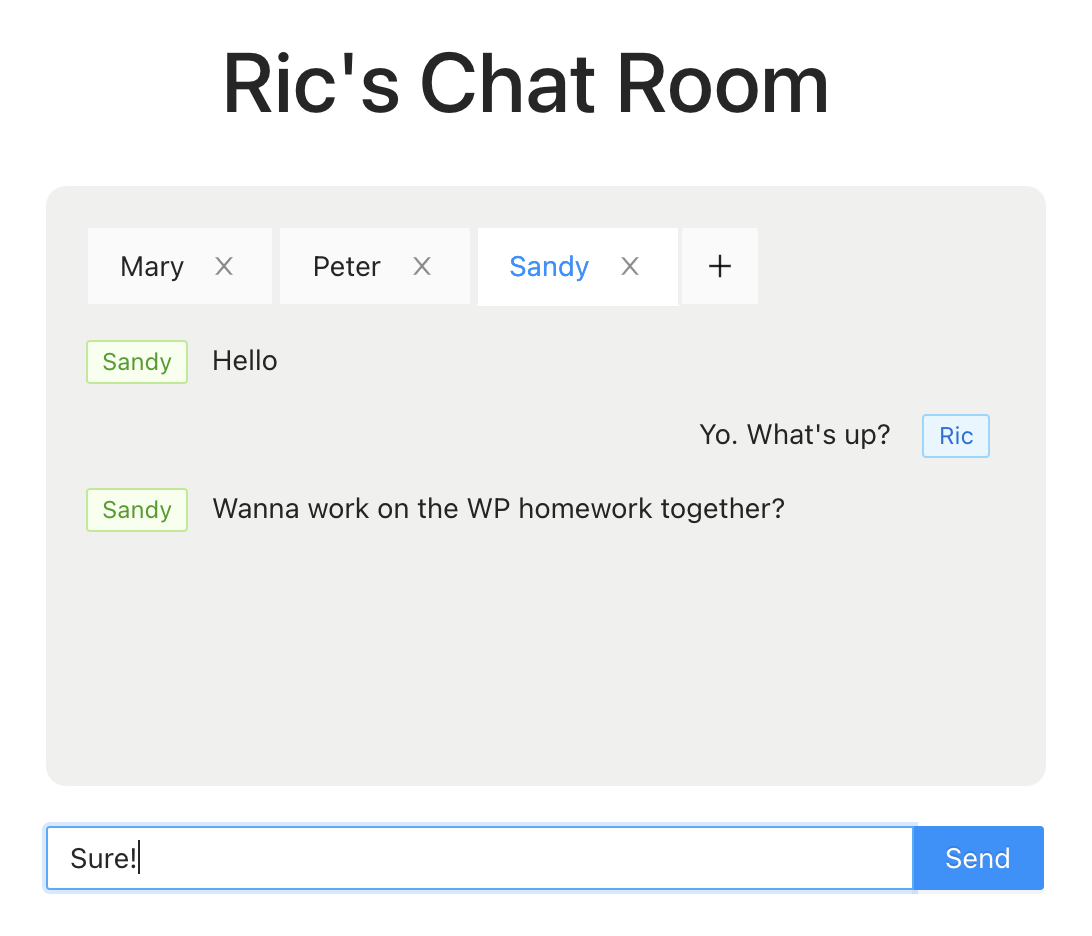 Ric's Chat Room
Mary X Peter X Sandy X +
Sandy Hello
Yo. What's up? Ric
Sandy Wanna work on the WP homework together?
Sure! Send